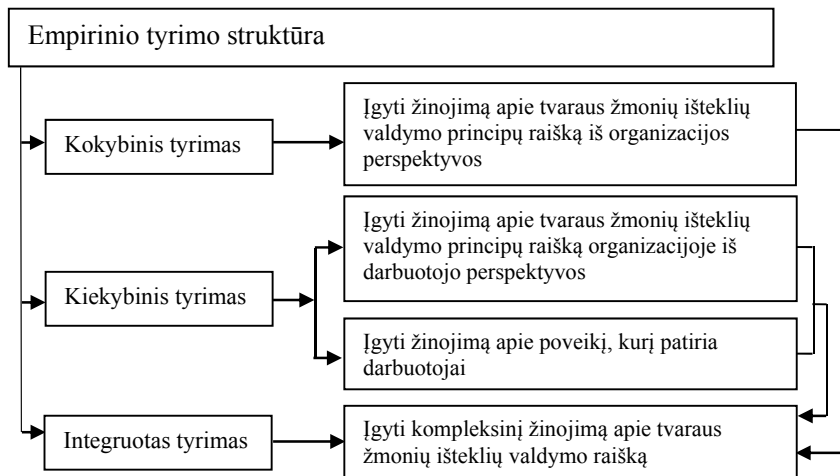 Empirinio tyrimo struktūra
Kokybinis tyrimas
Įgyti žinojimą apie tvaraus žmonių išteklių
valdymo principų raišką iš organizacijos
perspektyvos
Kiekybinis tyrimas
Įgyti žinojimą apie tvaraus žmonių išteklių
valdymo principų raišką organizacijoje iš
darbuotojo perspektyvos
Įgyti žinojimą apie poveikį, kurį patiria
darbuotojai
Integruotas tyrimas
Įgyti kompleksinį žinojimą apie tvaraus
žmonių išteklių valdymo raišką